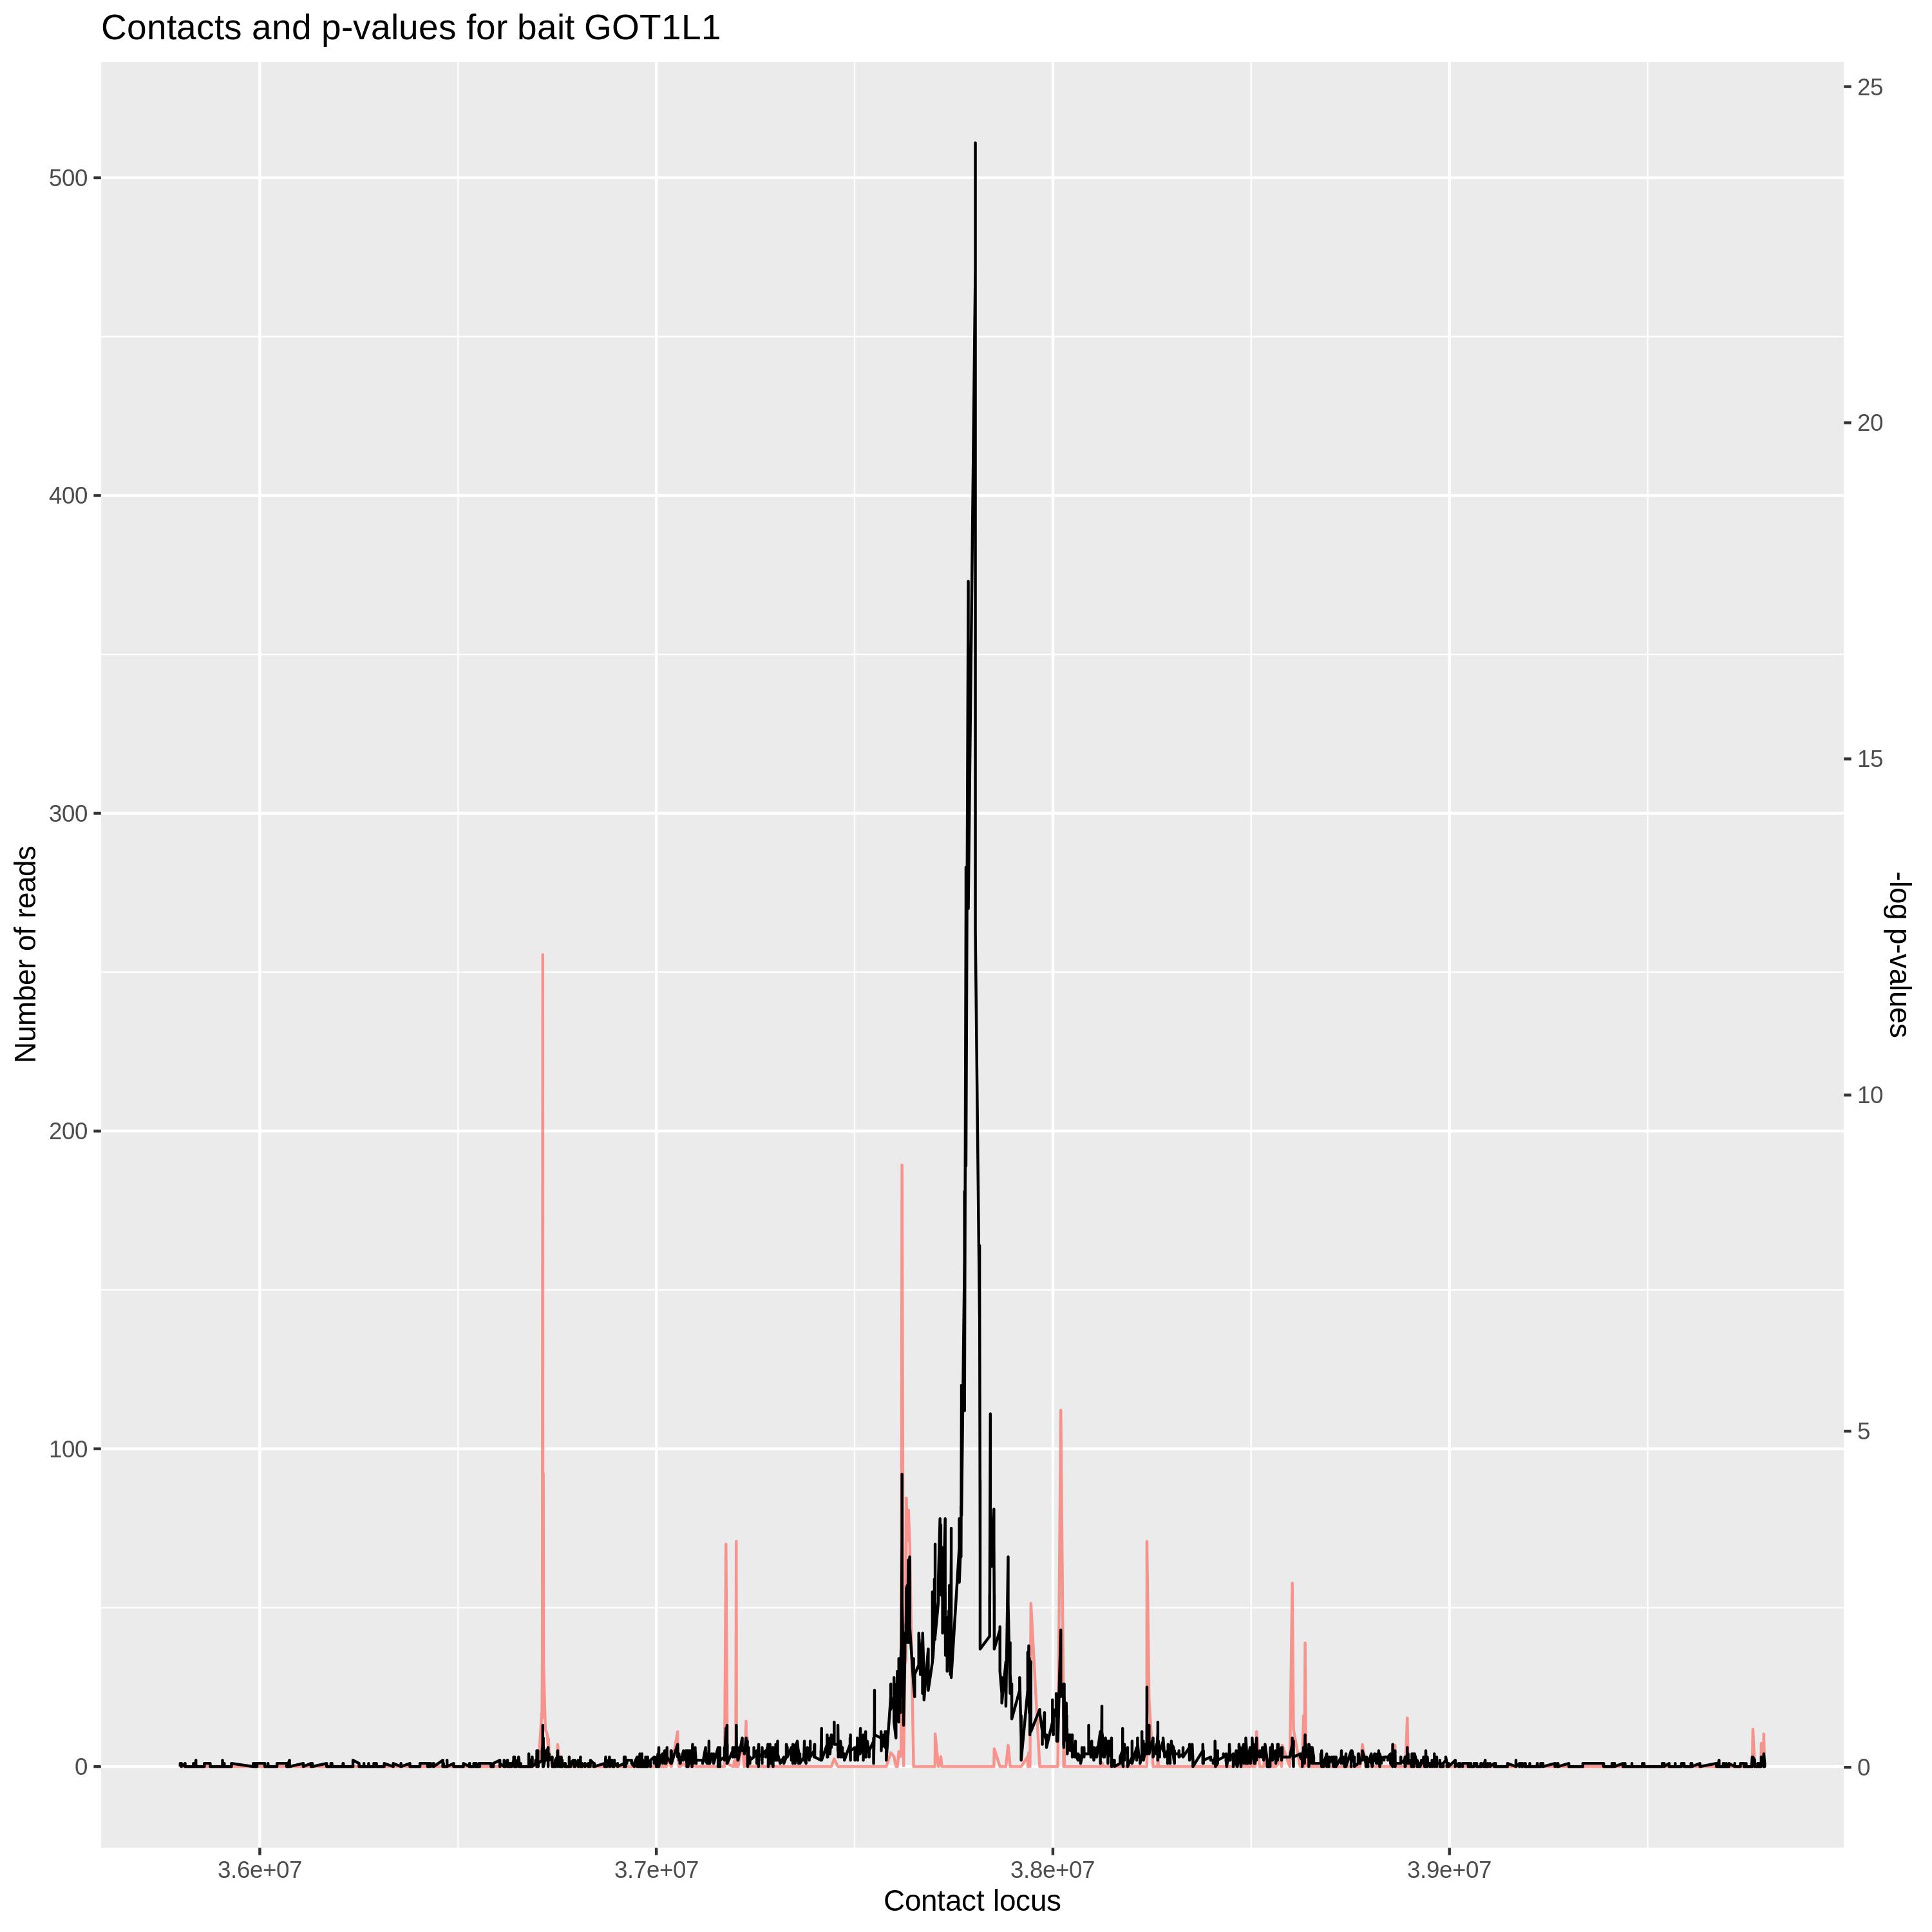 Contacts and p-values for bait GOT1L1
500
400
300
200
100
0
Number of reads
25
20
15
10
5
0
-log p-values
3.6e+07
3.7e+07
3.8e+07
3.9e+07
Contact locus